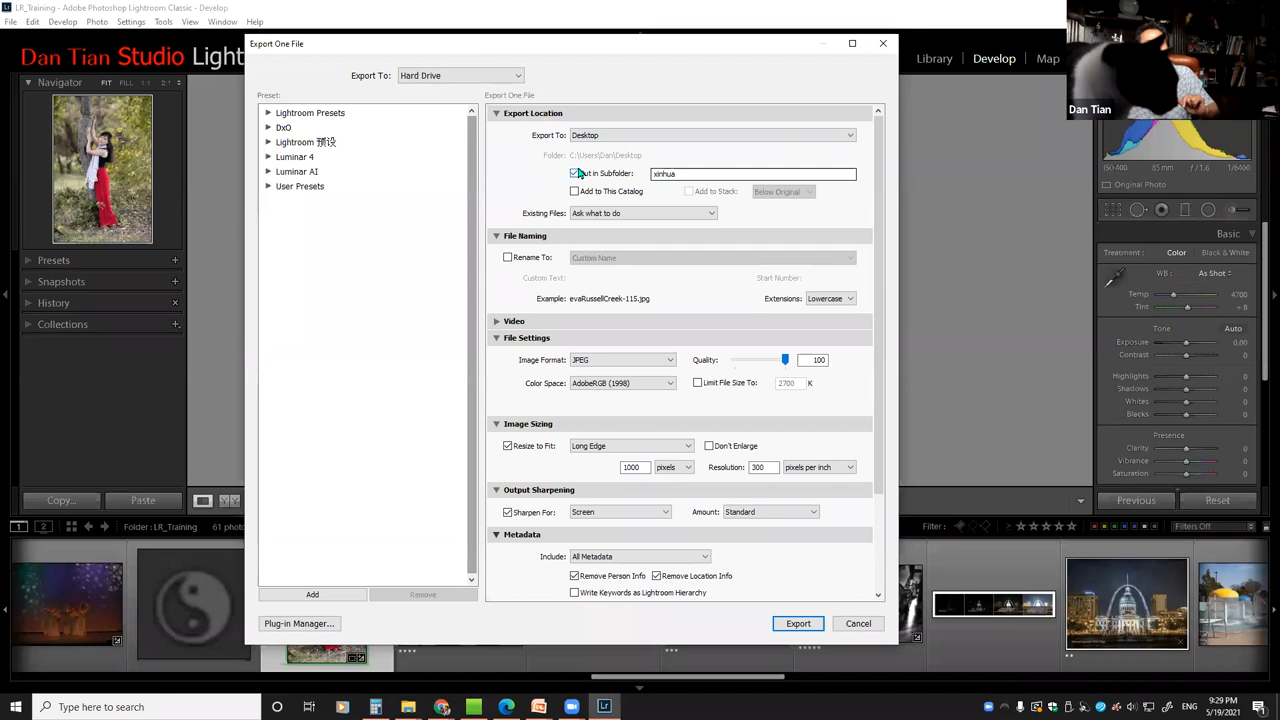 LR_Training - Adobe Photoshop Lightroom Classic - Develop
File Edit Develop Photo Settings Tools View Window Help
Dan Tian Studio Light
Library Develop Map
Dan Tian
Navigator FIT FILL 1:1 2:1
Presets
Snapshots
History
Collections
Copy... Paste
Export One File
Export To: Hard Drive
Preset:
Lightroom Presets
DxO
Lightroom 预设
Luminar 4
Luminar AI
User Presets
Add Remove
Plug-in Manager...
Export One File
Export Location
Export To: Desktop
Folder: C:\Users\Dan\Desktop
in Subfolder: xinhua
Add to This Catalog Add to Stack: Below Original
Existing Files: Ask what to do
File Naming
Rename To: Custom Name
Custom Text: Start Number:
Example: evaRussellCreek-115.jpg Extensions: Lowercase
Video
File Settings
Image Format: JPEG Quality: 100
Color Space: AdobeRGB (1998) Limit File Size To: 2700 K
Image Sizing
Resize to Fit: Long Edge Don't Enlarge
1000 pixels Resolution: 300 pixels per inch
Output Sharpening
Sharpen For: Screen Amount: Standard
Metadata
Include: All Metadata
Remove Person Info Remove Location Info
Write Keywords as Lightroom Hierarchy
Export Cancel
ISO 400 85 mm f / 1.6
Original Photo
Basic
Treatment: Color Black & White
WB: As Shot
Temp 4700
Tint + 8
Tone Auto
Exposure 0.00
Contrast 0
Highlights 0
Shadows 0
Whites 0
Blacks 0
Presence
Clarity 0
Vibrance 0
Saturation 0
Previous Reset
1 2 Folder: LR_Training 61 photo
Filter: Filters Off
Type here to search
ENG 9:29 PM
5/19/2021